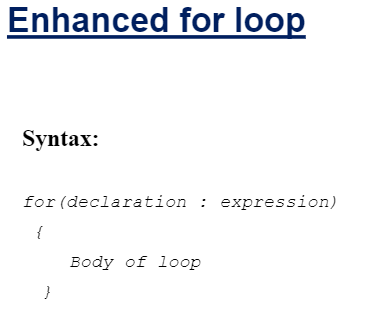 Enhanced for loop
Syntax:
for(declaration : expression)
{
Body of loop
}